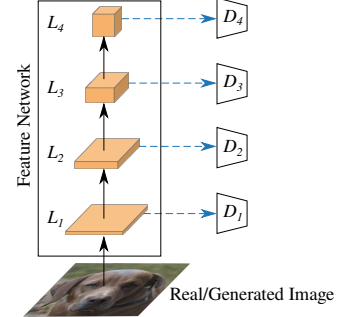 Feature Network
L4 D4
L3 D3
L2 D2
L1 D1
Real/Generated Image